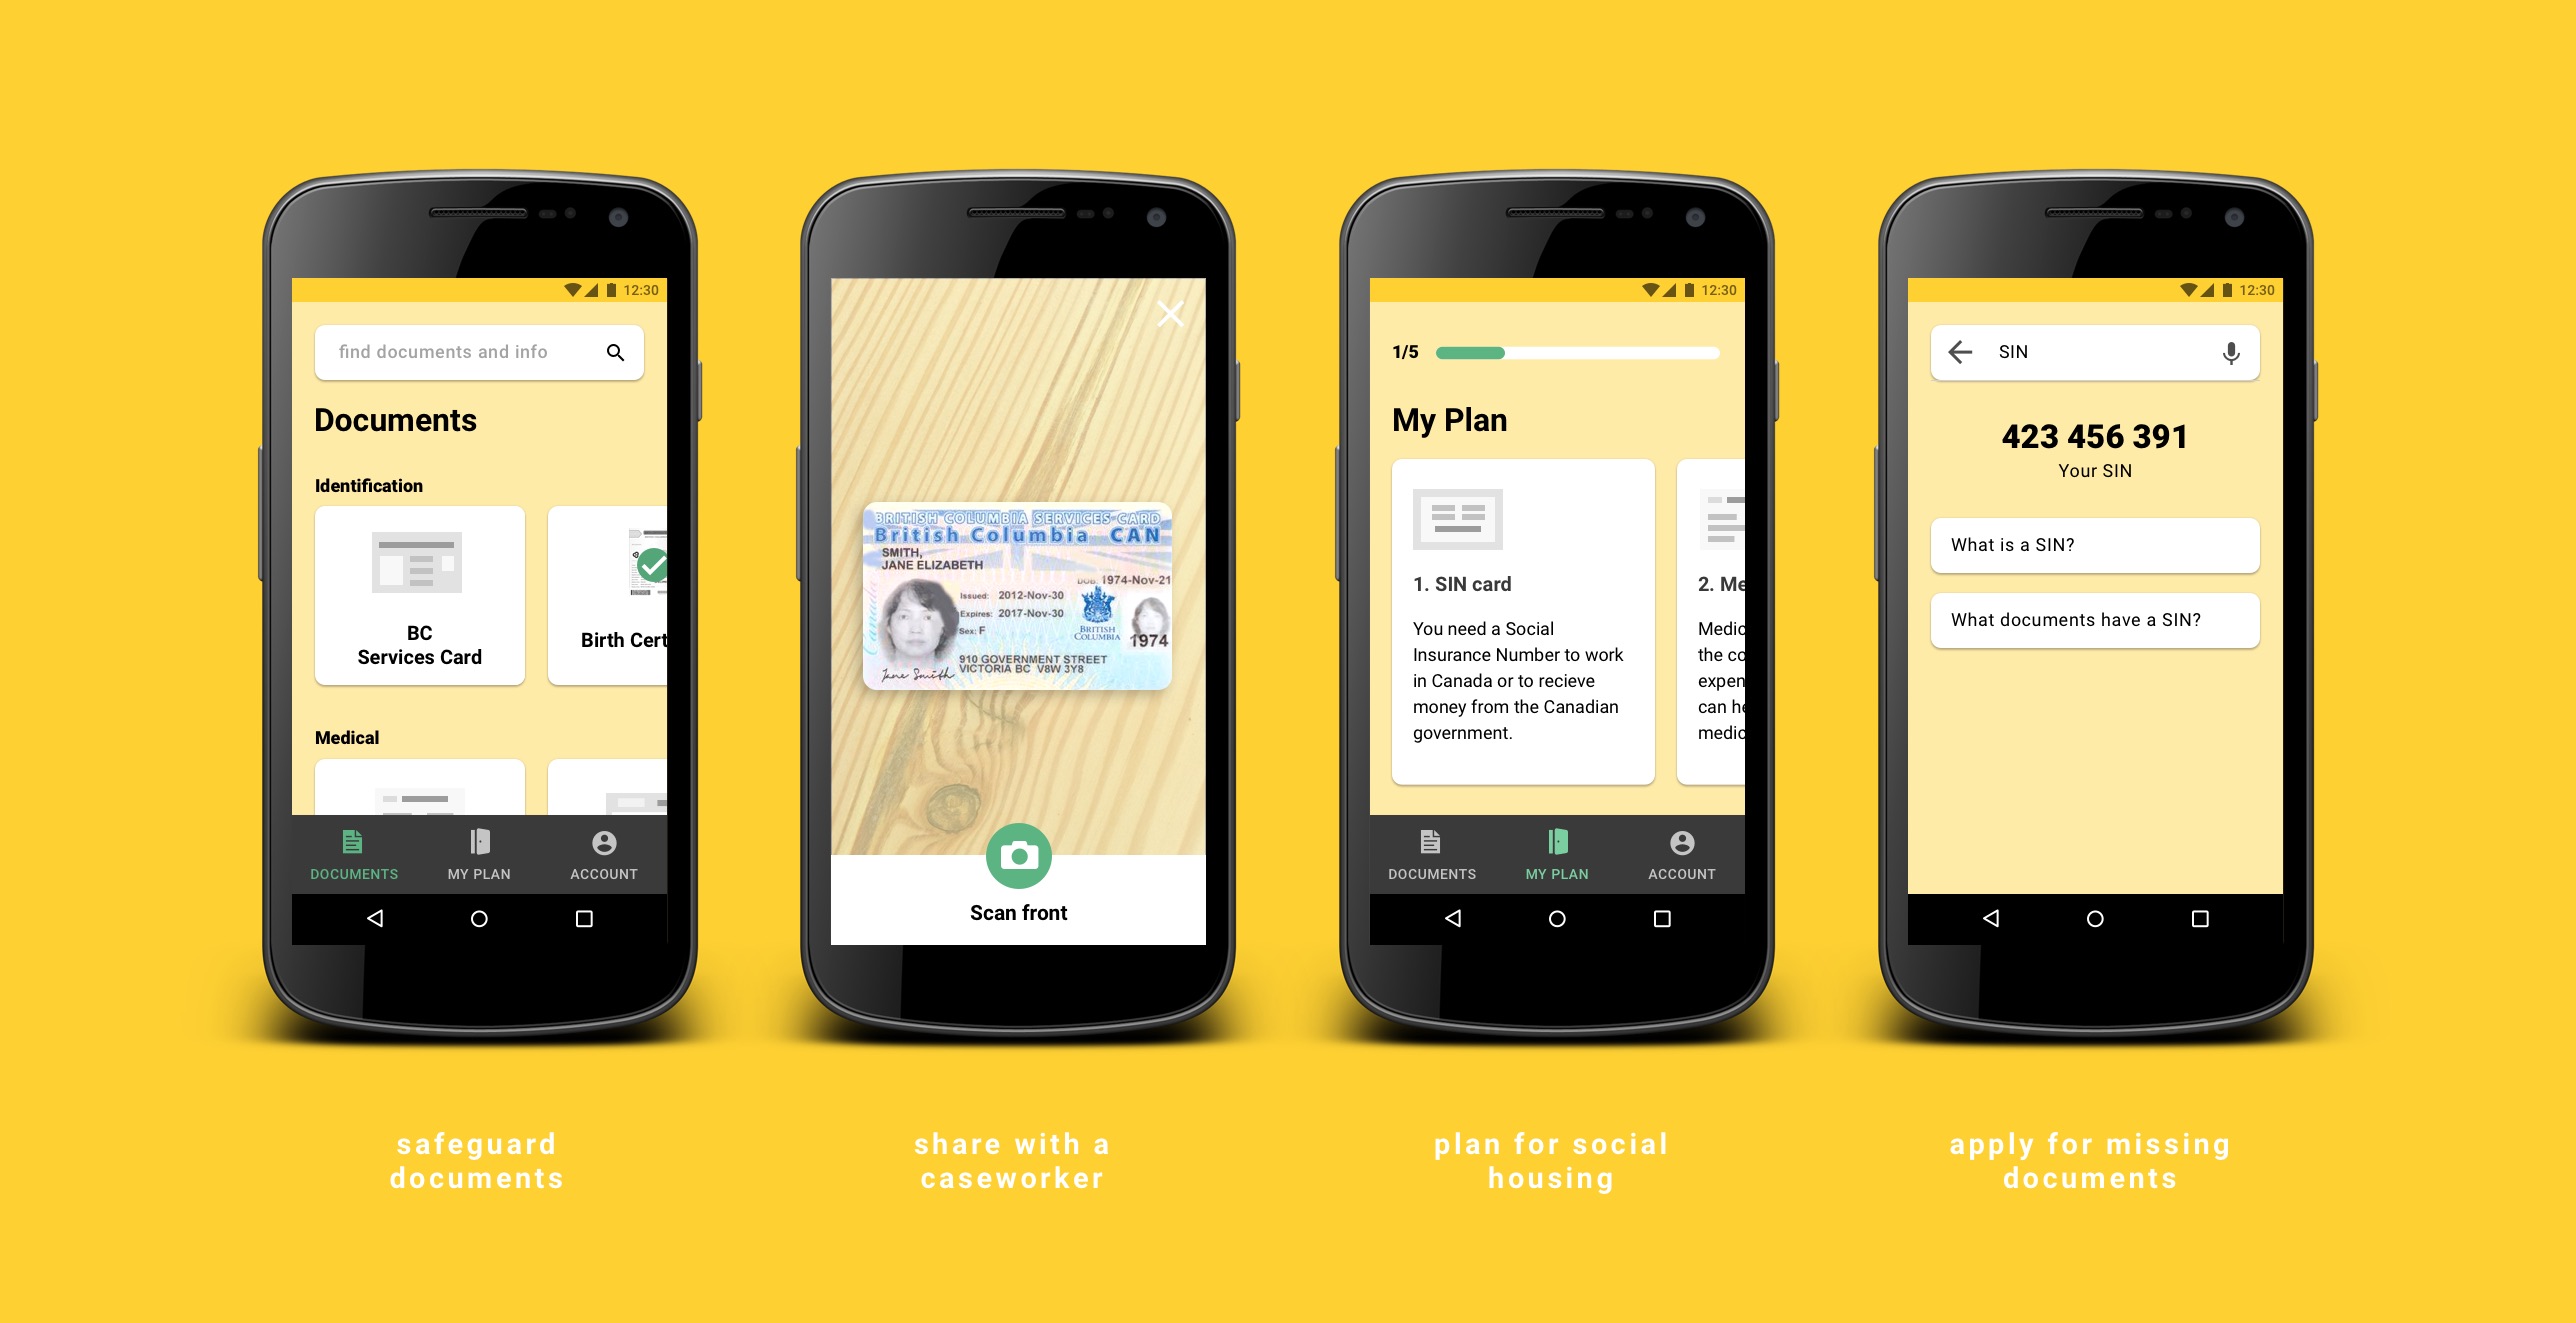 12:30
find documents and info
Documents
Identification
BC
Services Card
Birth Cert
Medical
DOCUMENTS
MY PLAN
ACCOUNT
BRITISH COLUMBIA SERVICES CARD
British Columbia CAN
SMITH,
JANE ELIZABETH
DOB: 1974-Nov-21
Issued: 2012-Nov-30
Expires: 2017-Nov-30
Sex: F
BRITISH
COLUMBIA
1974
910 GOVERNMENT STREET
VICTORIA BC V8W 3Y8
Jane Smith
Canada
Scan front
12:30
1/5
My Plan
1. SIN card
You need a Social
Insurance Number to work
in Canada or to recieve
money from the Canadian
government.
2. Me
Medic
the co
expen
can he
medic
DOCUMENTS
MY PLAN
ACCOUNT
12:30
SIN
423 456 391
Your SIN
What is a SIN?
What documents have a SIN?
safeguard
documents
share with a
caseworker
plan for social
housing
apply for missing
documents